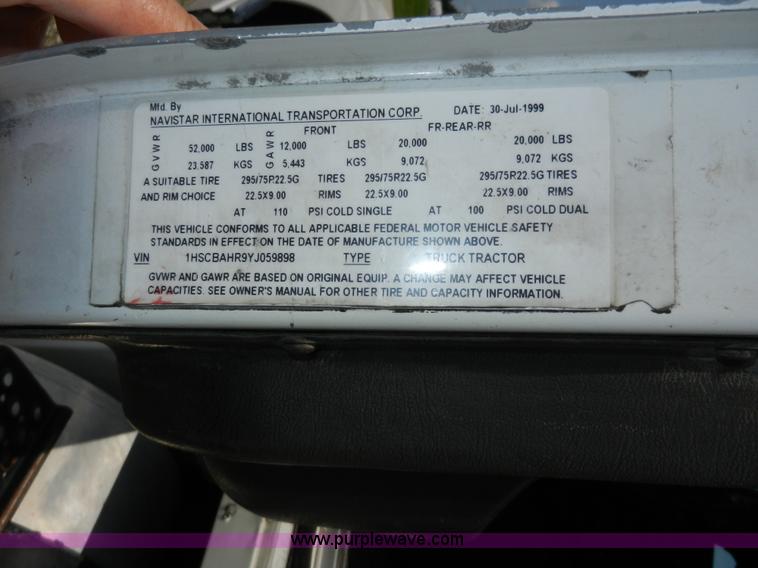 Mfd. By
NAVISTAR INTERNATIONAL TRANSPORTATION CORP. DATE: 30-Jul-1999
GVWR GAWR FRONT FR-REAR-RR
52,000 LBS 12,000 LBS 20,000 20,000 LBS
23,587 KGS 5,443 KGS 9,072 9,072 KGS
A SUITABLE TIRE 295/75R22.5G TIRES 295/75R22.5G 295/75R22.5G TIRES
AND RIM CHOICE 22.5X9.00 RIMS 22.5X9.00 22.5X9.00 RIMS
AT 110 PSI COLD SINGLE AT 100 PSI COLD DUAL
THIS VEHICLE CONFORMS TO ALL APPLICABLE FEDERAL MOTOR VEHICLE SAFETY
STANDARDS IN EFFECT ON THE DATE OF MANUFACTURE SHOWN ABOVE.
VIN 1HSCBAHR9YJ059898 TYPE TRUCK TRACTOR
GVWR AND GAWR ARE BASED ON ORIGINAL EQUIP. A CHANGE MAY AFFECT VEHICLE
CAPACITIES. SEE OWNER'S MANUAL FOR OTHER TIRE AND CAPACITY INFORMATION.
www.purplewave.com